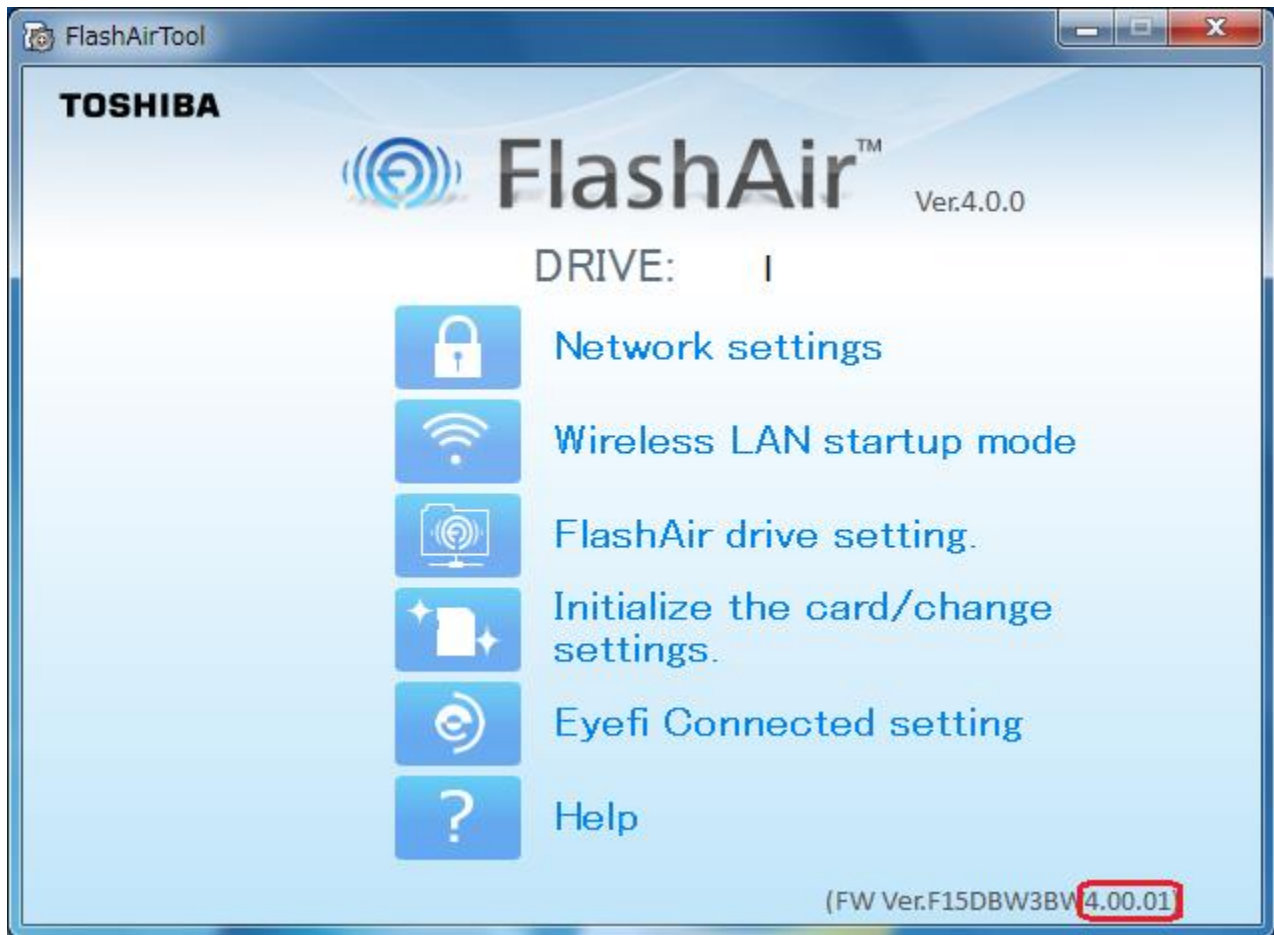 FlashAirTool
TOSHIBA
FlashAir™
Ver.4.0.0
DRIVE: I
Network settings
Wireless LAN startup mode
FlashAir drive setting.
Initialize the card/change
settings.
Eyefi Connected setting
? Help
(FW Ver.F15DBW3BW4.00.01)